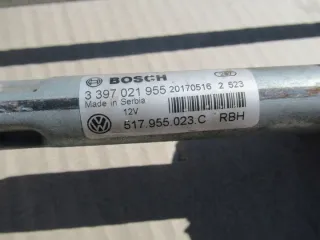 BOSCH
3 397 021 955 20170516 2 523
Made in Serbia
12V
517.955.023.C RBH